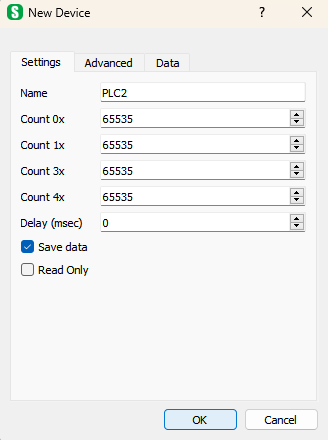 S New Device ? ×
Settings Advanced Data
Name PLC2
Count 0x 65535
Count 1x 65535
Count 3x 65535
Count 4x 65535
Delay (msec) 0
Save data
Read Only
OK Cancel